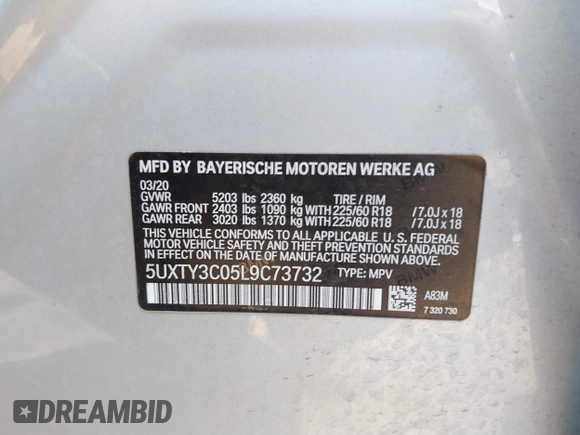 MFD BY BAYERISCHE MOTOREN WERKE AG
03/20
GVWR 5203 lbs 2360 kg TIRE / RIM
GAWR FRONT 2403 lbs 1090 kg WITH 225/60 R18 /7.0J x 18
GAWR REAR 3020 lbs 1370 kg WITH 225/60 R18 /7.0J x 18
THIS VEHICLE CONFORMS TO ALL APPLICABLE U. S. FEDERAL
MOTOR VEHICLE SAFETY STANDARDS IN
EFFECT ON THE DATE OF MANUFACTURE SHOWN ABOVE.
5UXTY3C05L9C73732 TYPE: MPV
A83M
7 320 730
BMW
DREAMBID